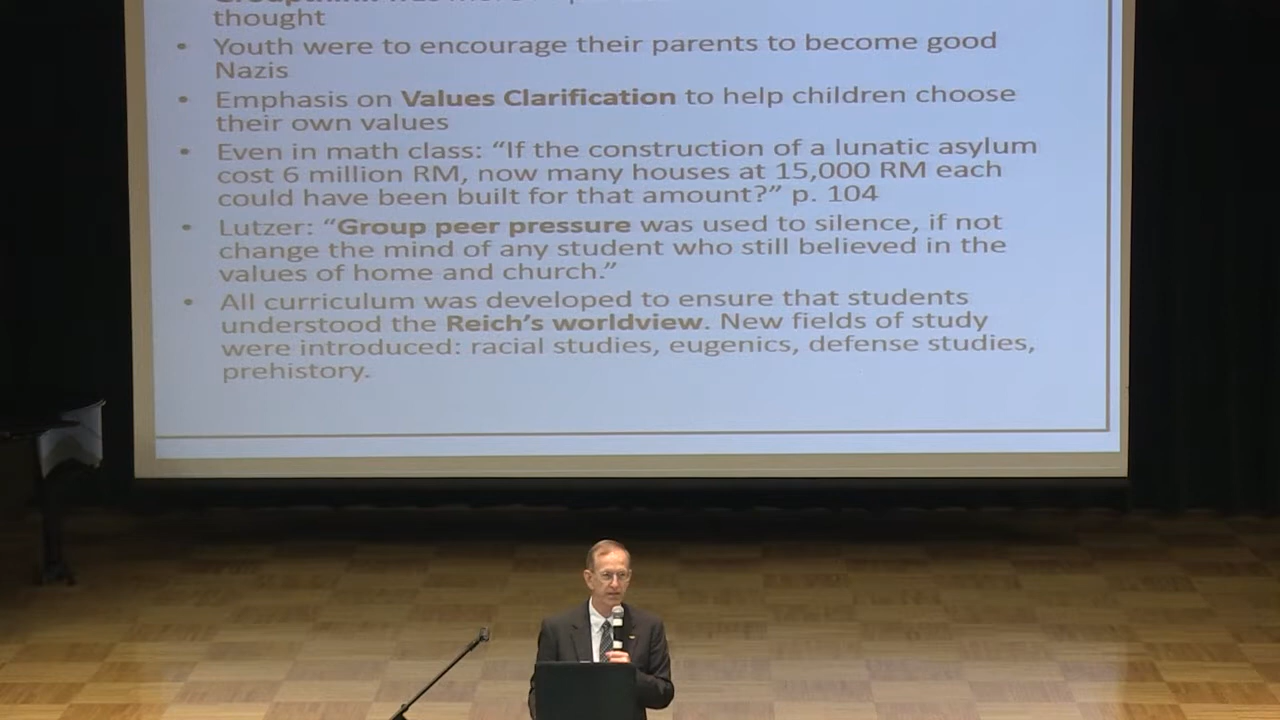 thought
• Youth were to encourage their parents to become good
Nazis
• Emphasis on Values Clarification to help children choose
their own values
• Even in math class: “If the construction of a lunatic asylum
cost 6 million RM, now many houses at 15,000 RM each
could have been built for that amount?” p. 104
• Lutzer: “Group peer pressure was used to silence, if not
change the mind of any student who still believed in the
values of home and church.”
• All curriculum was developed to ensure that students
understood the Reich’s worldview. New fields of study
were introduced: racial studies, eugenics, defense studies,
prehistory.